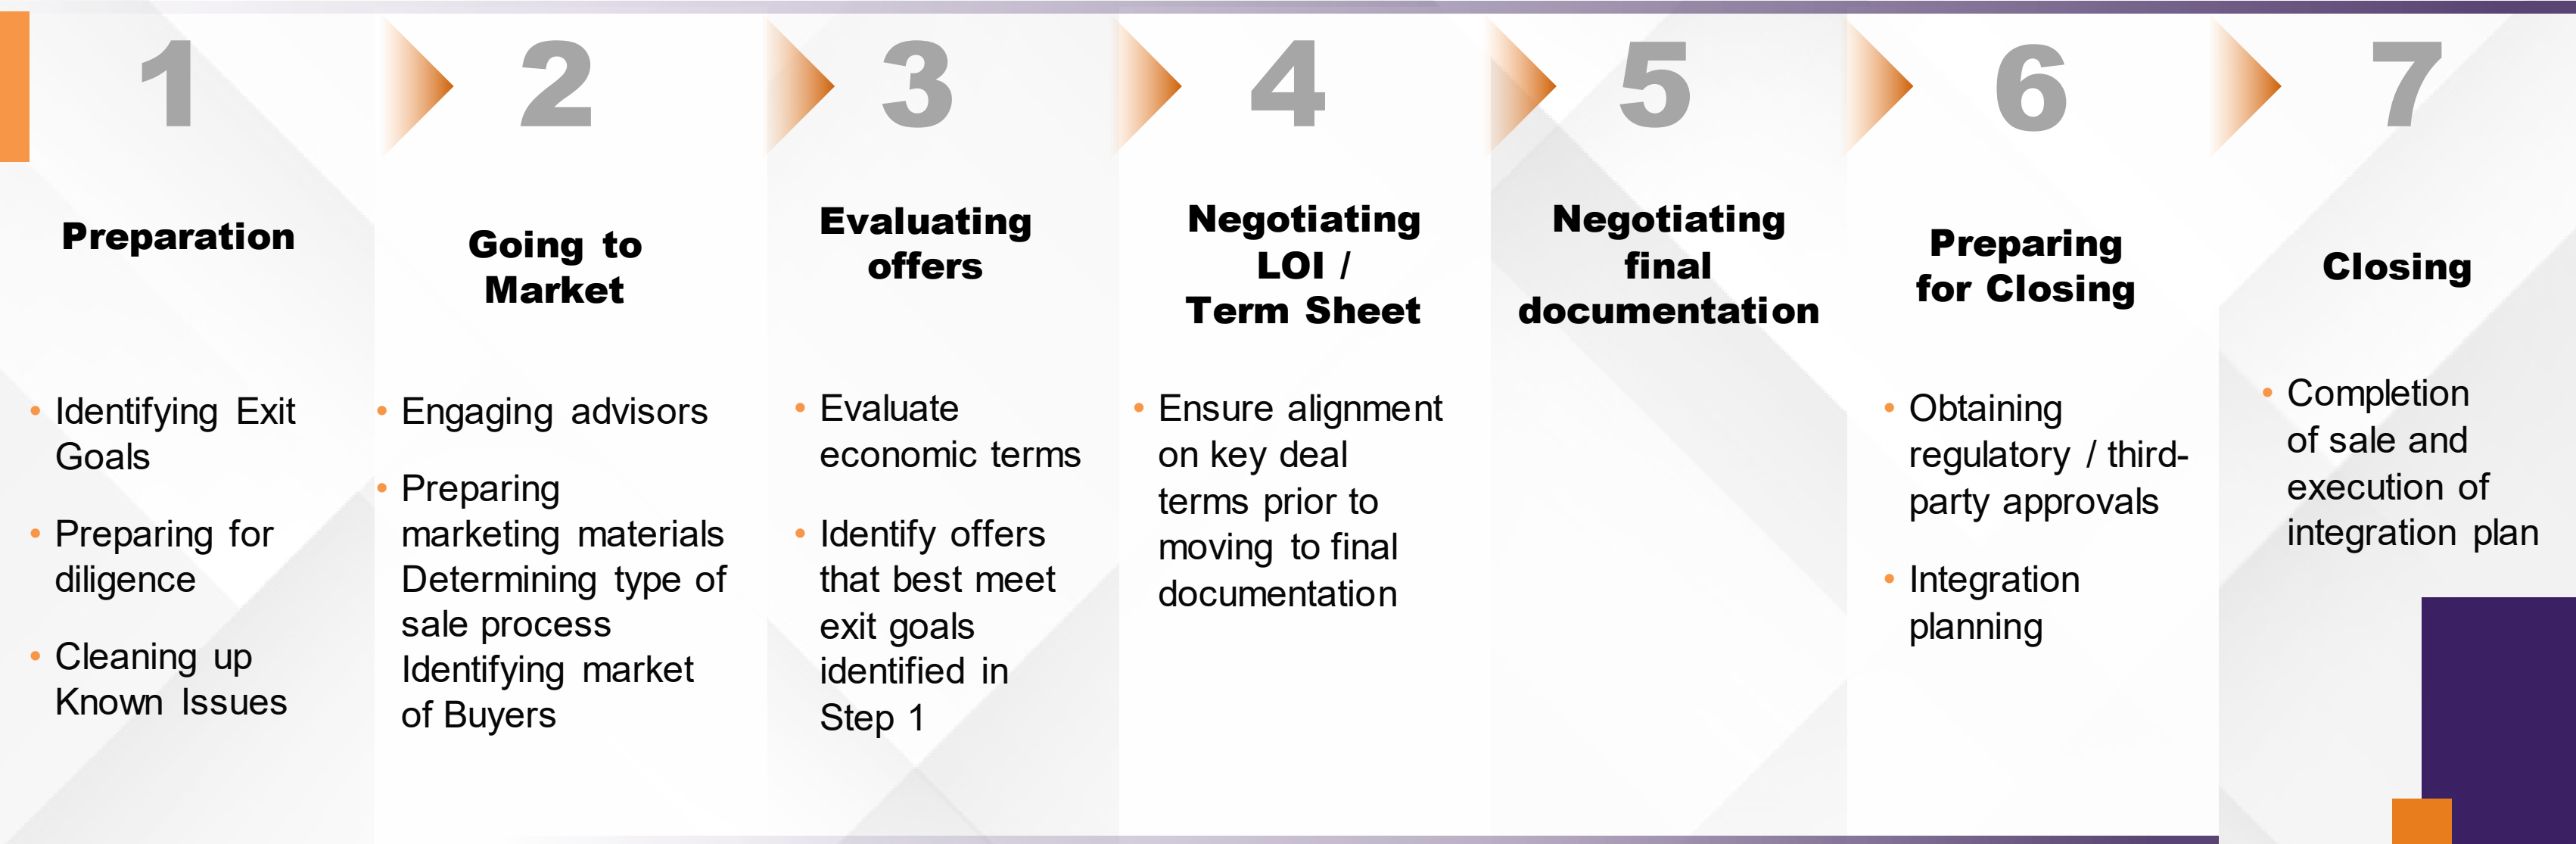 1
Preparation
• Identifying Exit
Goals
• Preparing for
diligence
• Cleaning up
Known Issues
2
Going to
Market
• Engaging advisors
• Preparing
marketing materials
Determining type of
sale process
Identifying market
of Buyers
3
Evaluating
offers
• Evaluate
economic terms
• Identify offers
that best meet
exit goals
identified in
Step 1
4
Negotiating
LOI /
Term Sheet
• Ensure alignment
on key deal
terms prior to
moving to final
documentation
5
Negotiating
final
documentation
6
Preparing
for Closing
• Obtaining
regulatory / third-
party approvals
• Integration
planning
7
Closing
• Completion
of sale and
execution of
integration plan